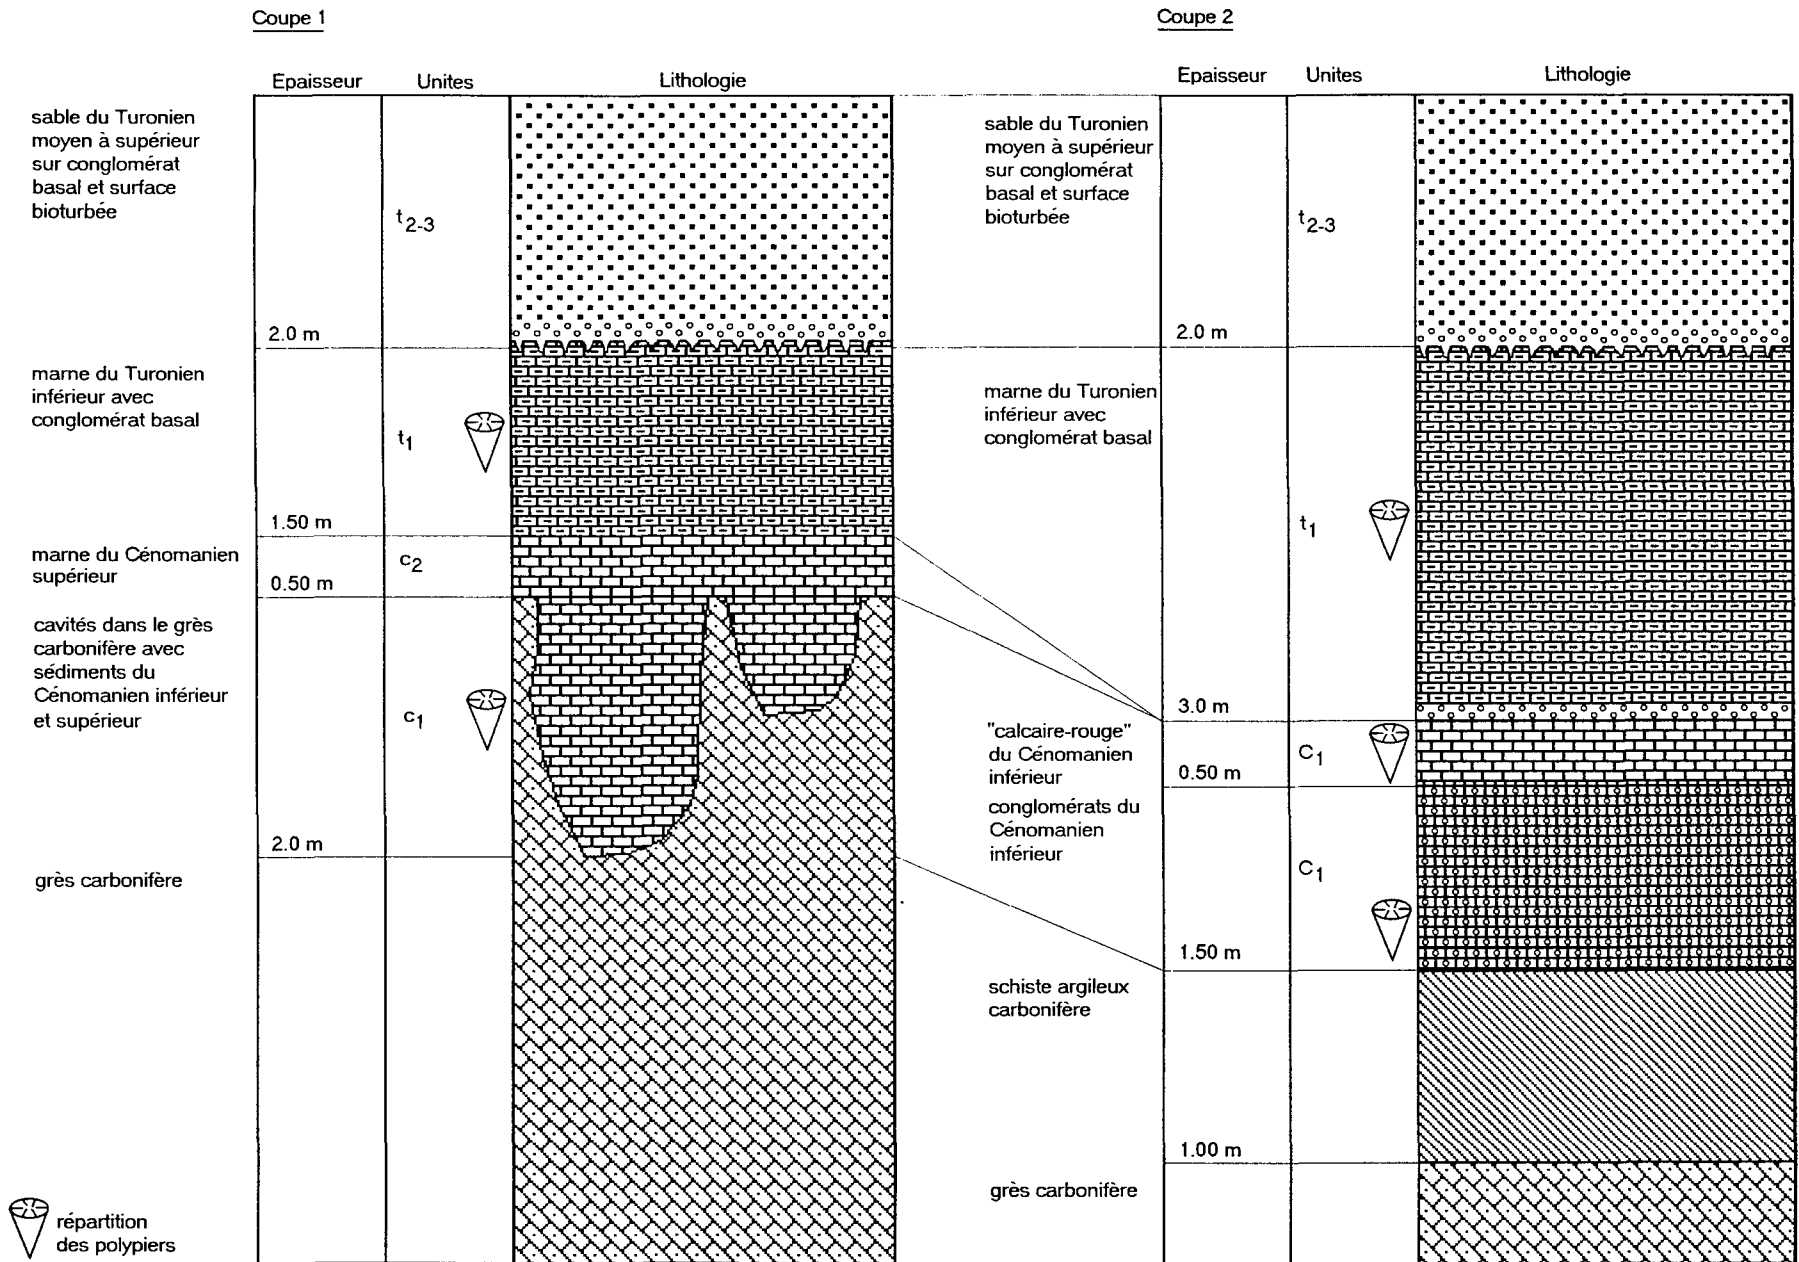 Coupe 1
Epaisseur
Unites
Lithologie
sable du Turonien
moyen à supérieur
sur conglomérat
basal et surface
bioturbée
t2-3
2.0 m
marne du Turonien
inférieur avec
conglomérat basal
t1
1.50 m
marne du Cénomanien
supérieur
c2
0.50 m
cavités dans le grès
carbonifère avec
sédiments du
Cénomanien inférieur
et supérieur
c1
2.0 m
grès carbonifère
répartition
des polypiers
Coupe 2
Epaisseur
Unites
Lithologie
sable du Turonien
moyen à supérieur
sur conglomérat
basal et surface
bioturbée
t2-3
2.0 m
marne du Turonien
inférieur avec
conglomérat basal
t1
3.0 m
"calcaire-rouge"
du Cénomanien
inférieur
C1
0.50 m
conglomérats du
Cénomanien
inférieur
C1
1.50 m
schiste argileux
carbonifère
1.00 m
grès carbonifère